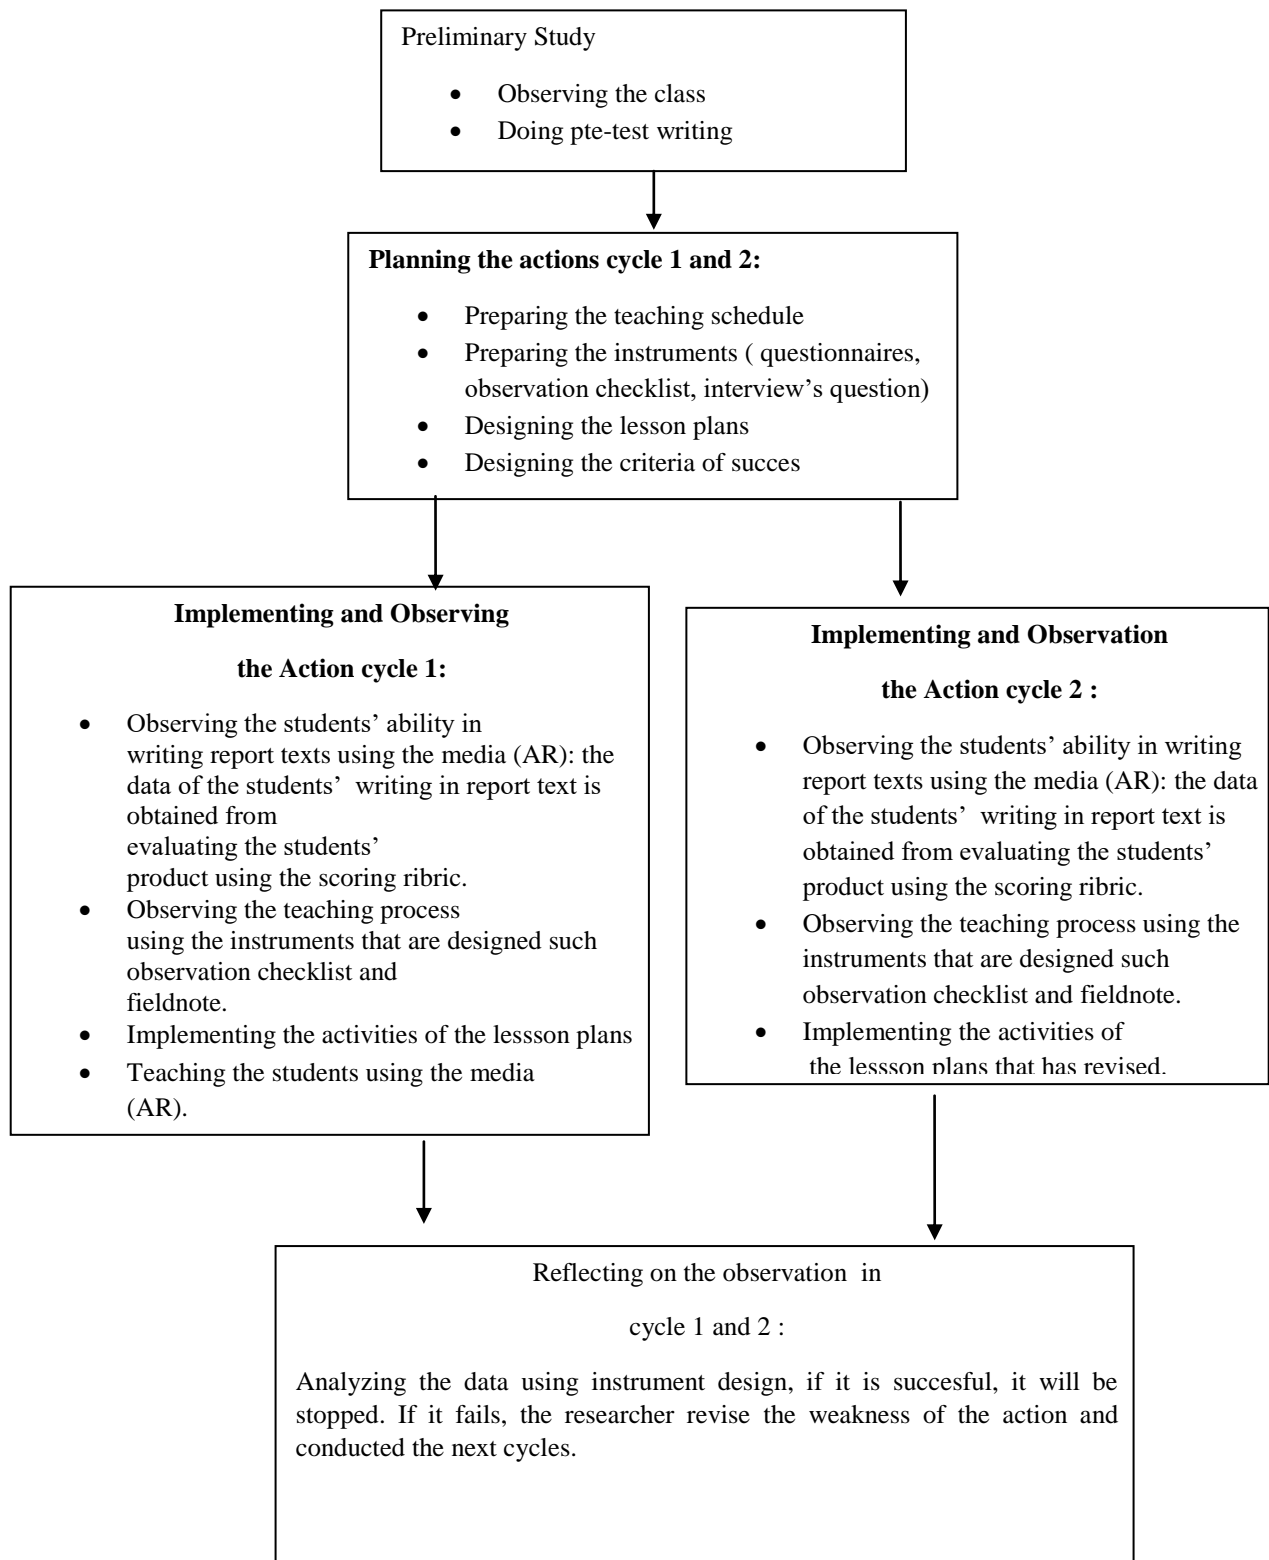 Preliminary Study
• Observing the class
• Doing pte-test writing
Planning the actions cycle 1 and 2:
• Preparing the teaching schedule
• Preparing the instruments ( questionnaires,
observation checklist, interview’s question)
• Designing the lesson plans
• Designing the criteria of succes
Implementing and Observing
the Action cycle 1:
• Observing the students’ ability in
writing report texts using the media (AR): the
data of the students’ writing in report text is
obtained from
evaluating the students’
product using the scoring ribric.
• Observing the teaching process
using the instruments that are designed such
observation checklist and
fieldnote.
• Implementing the activities of the lessson plans
• Teaching the students using the media
(AR).
Implementing and Observation
the Action cycle 2 :
• Observing the students’ ability in writing
report texts using the media (AR): the data
of the students’ writing in report text is
obtained from evaluating the students’
product using the scoring ribric.
• Observing the teaching process using the
instruments that are designed such
observation checklist and fieldnote.
• Implementing the activities of
the lessson plans that has revised.
Reflecting on the observation in
cycle 1 and 2 :
Analyzing the data using instrument design, if it is succesful, it will be
stopped. If it fails, the researcher revise the weakness of the action and
conducted the next cycles.